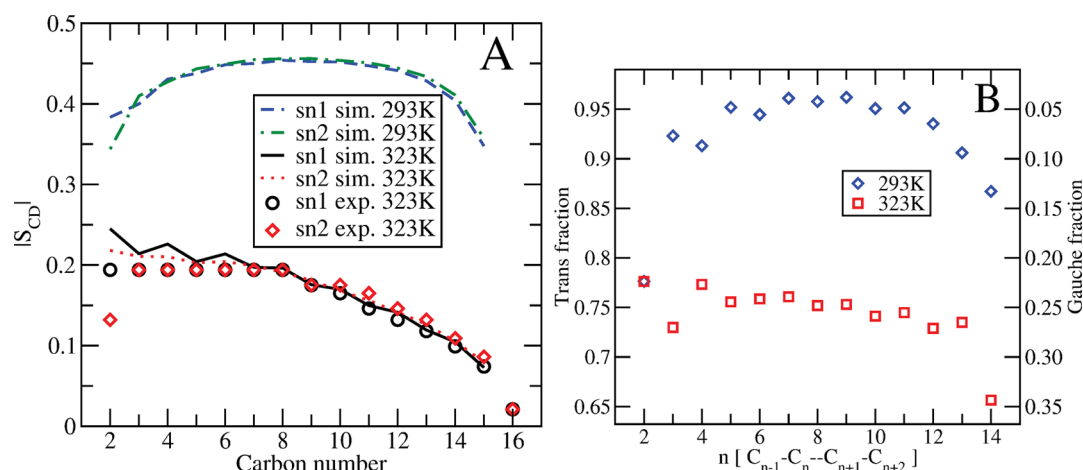 A
0.5
0.4
0.3
0.2
0.1
0
|S_CD|
sn1 sim. 293K
sn2 sim. 293K
sn1 sim. 323K
sn2 sim. 323K
sn1 exp. 323K
sn2 exp. 323K
2 4 6 8 10 12 14 16
Carbon number
B
0.95
0.9
0.85
0.8
0.75
0.7
0.65
Trans fraction
293K
323K
0.05
0.10
0.15
0.20
0.25
0.30
0.35
Gauche fraction
2 4 6 8 10 12 14
n [ C_n-1-C_n--C_n+1-C_n+2 ]